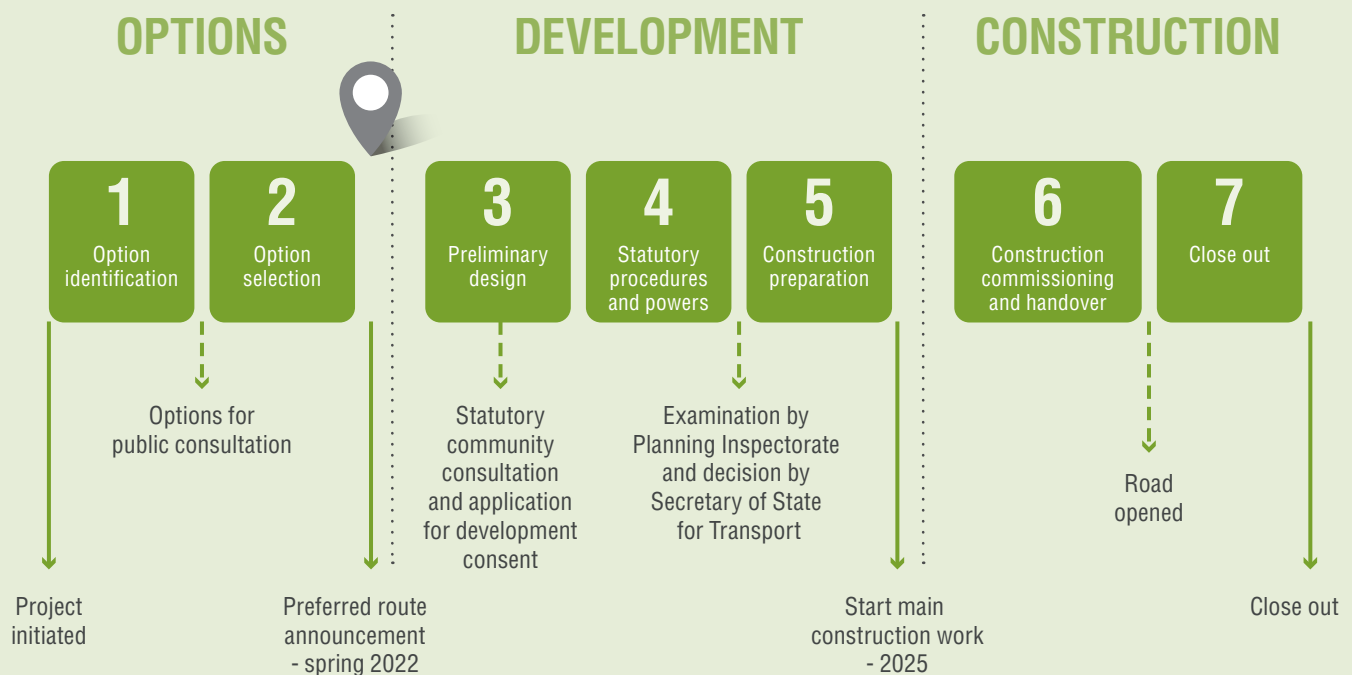 OPTIONS
DEVELOPMENT
CONSTRUCTION
1
Option
identification
2
Option
selection
3
Preliminary
design
4
Statutory
procedures
and powers
5
Construction
preparation
6
Construction
commissioning
and handover
7
Close out
Options for
public consultation
Statutory
community
consultation
and application
for development
consent
Examination by
Planning Inspectorate
and decision by
Secretary of State
for Transport
Road
opened
Project
initiated
Preferred route
announcement
- spring 2022
Start main
construction work
- 2025
Close out